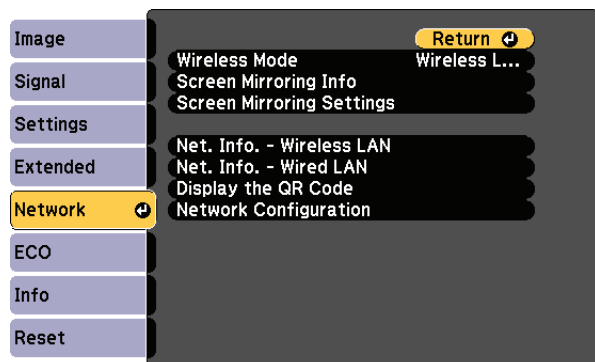 Image
Signal
Settings
Extended
Network
ECO
Info
Reset
Return
Wireless Mode Wireless L...
Screen Mirroring Info
Screen Mirroring Settings
Net. Info. - Wireless LAN
Net. Info. - Wired LAN
Display the QR Code
Network Configuration